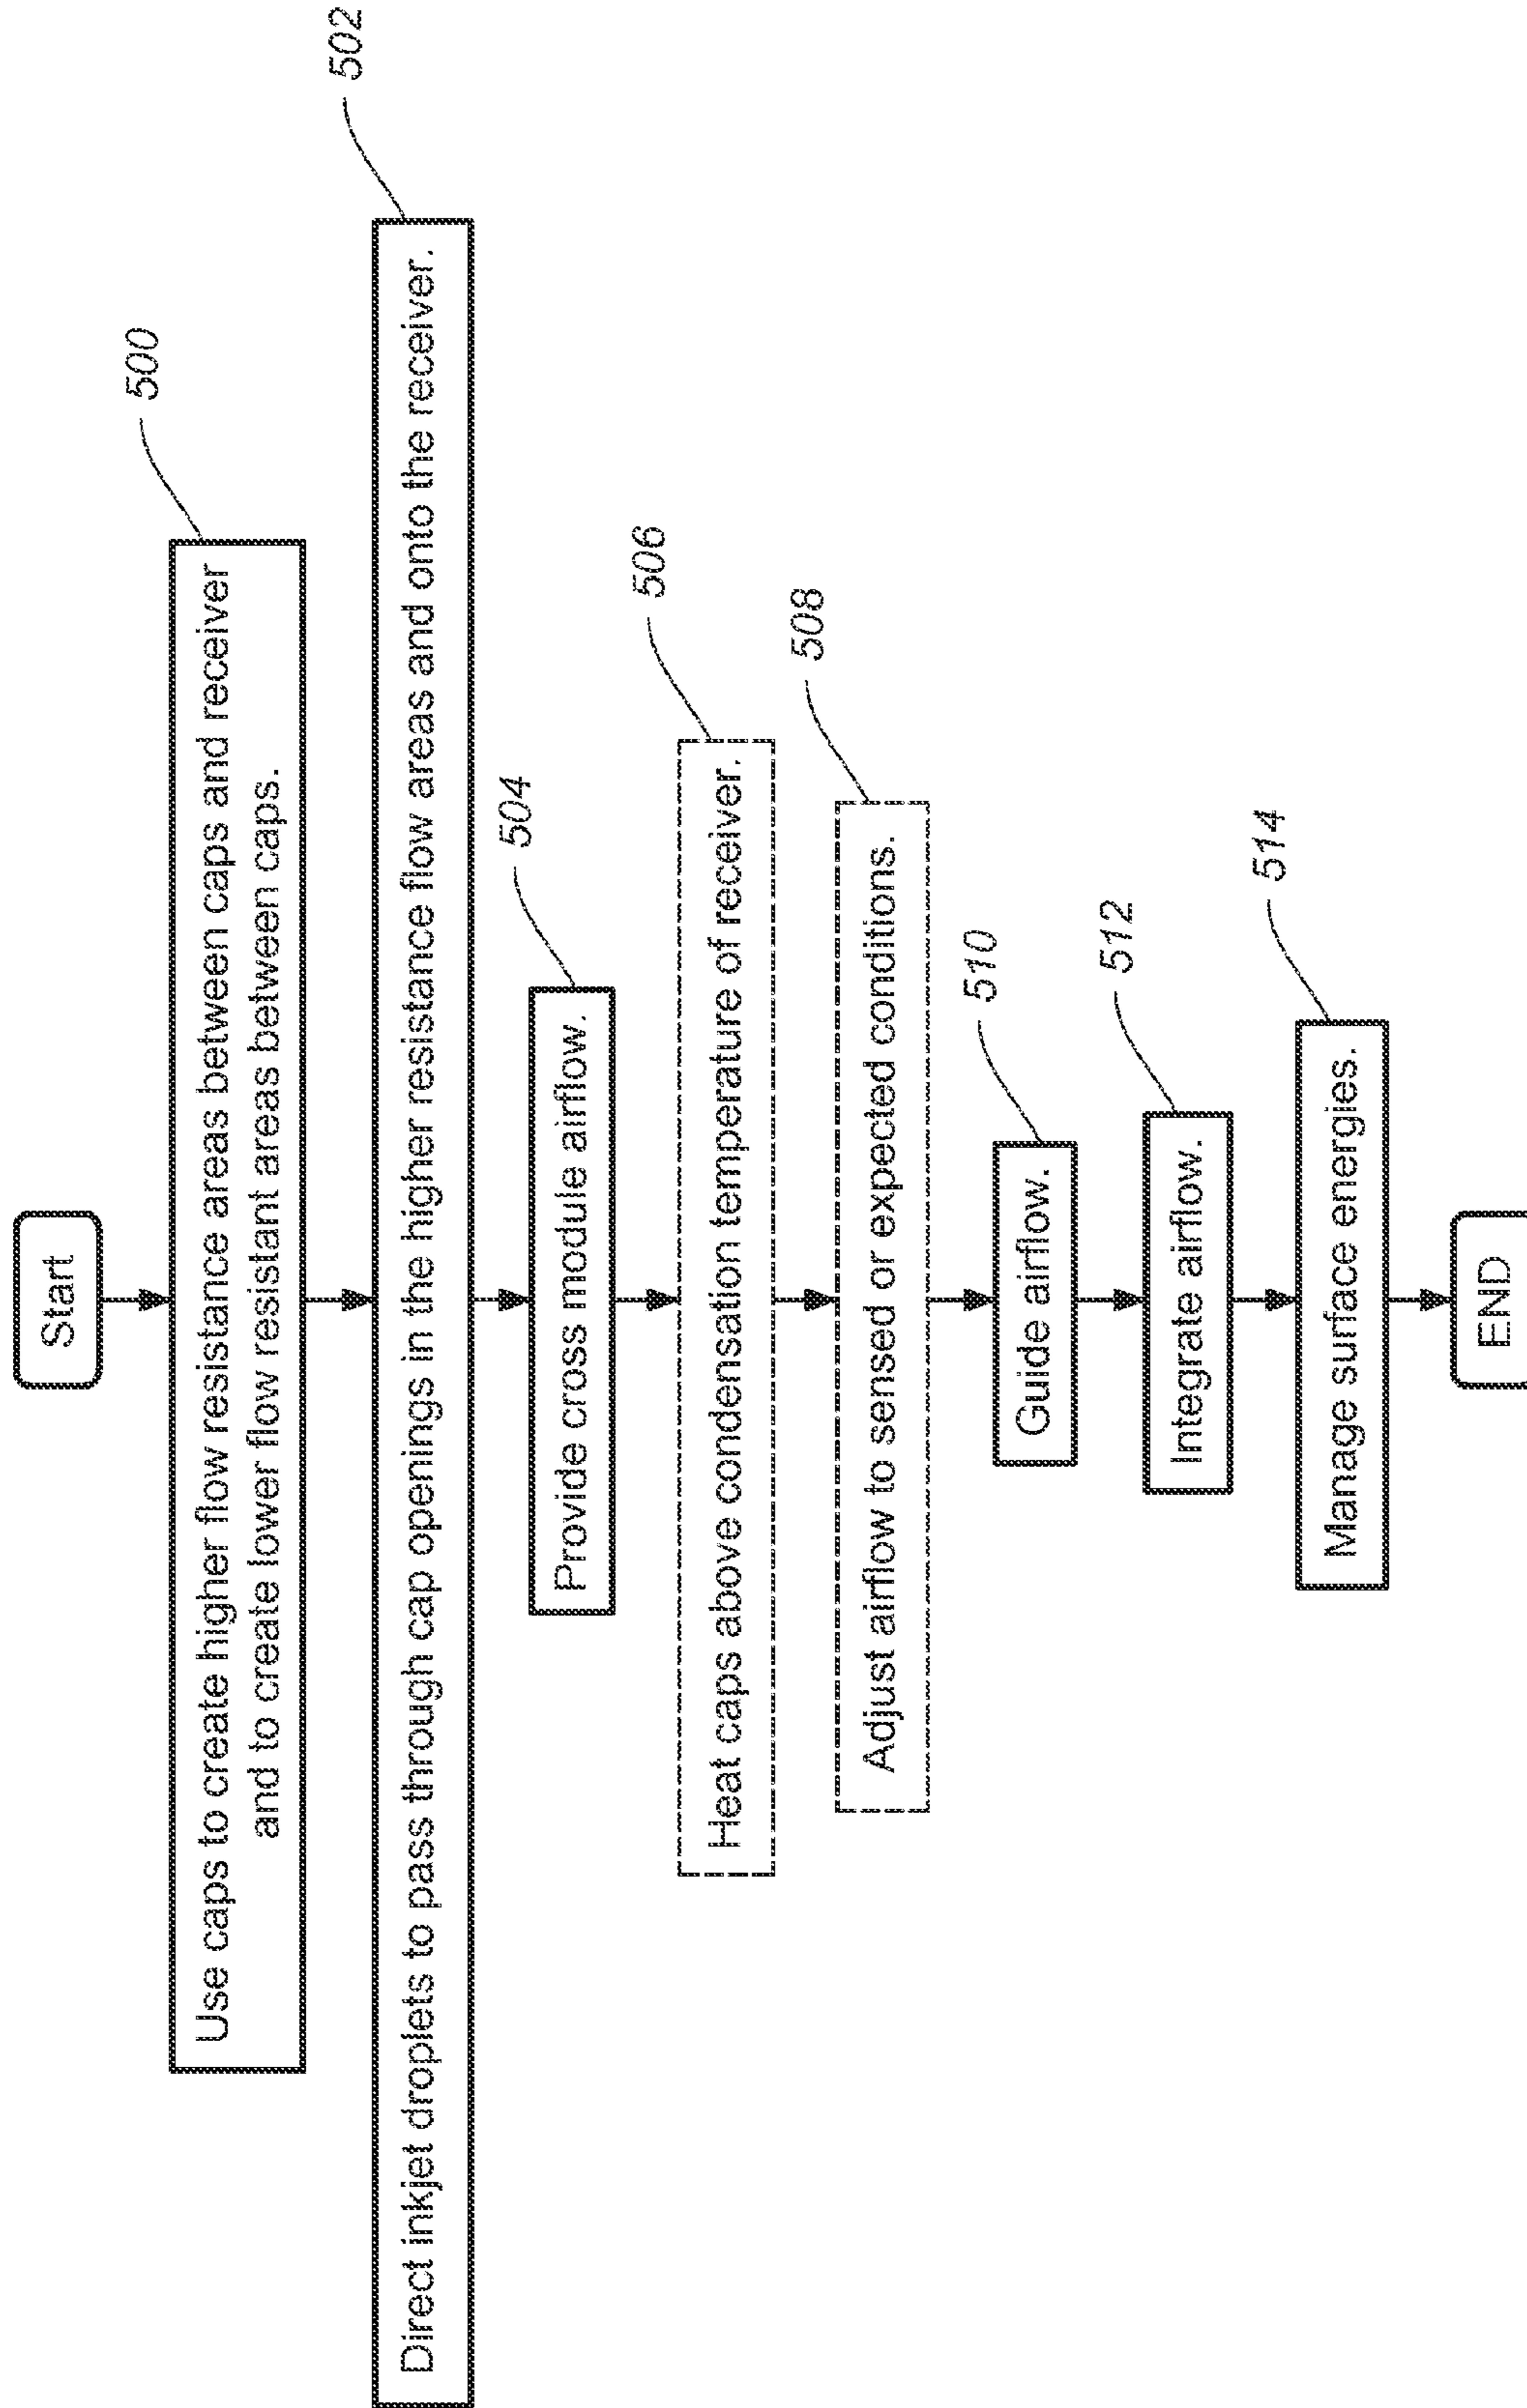 Start
500
Use caps to create higher flow resistance areas between caps and receiver
and to create lower flow resistant areas between caps.
502
Direct inkjet droplets to pass through cap openings in the higher resistance flow areas and onto the receiver.
504
Provide cross module airflow.
506
Heat caps above condensation temperature of receiver.
508
Adjust airflow to sensed or expected conditions.
510
Guide airflow.
512
Integrate airflow.
514
Manage surface energies.
END